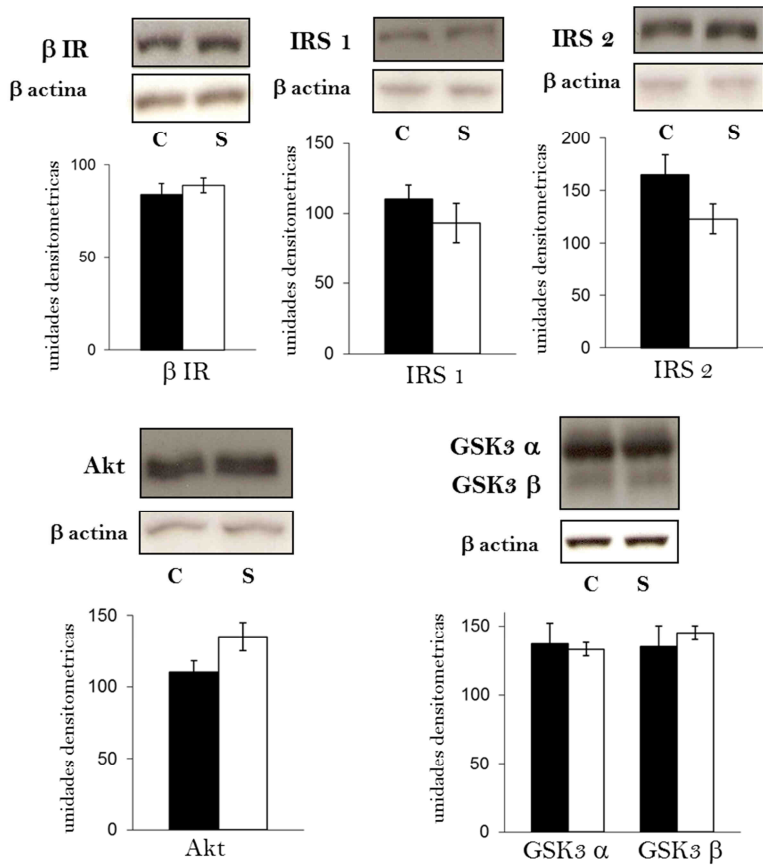 β IR
β actina
C S
unidades densitometricas
100
50
0
β IR
IRS 1
β actina
C S
unidades densitometricas
150
100
50
0
IRS 1
IRS 2
β actina
C S
unidades densitometricas
200
150
100
50
0
IRS 2
Akt
β actina
C S
unidades densitometricas
150
100
50
0
Akt
GSK3 α
GSK3 β
β actina
C S
unidades densitometricas
150
100
50
0
GSK3 α GSK3 β